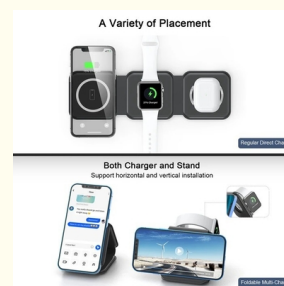 A Variety of Placement
Regular Direct Cha
Both Charger and Stand
Support horizontal and vertical installation
Foldable Multi-Cha